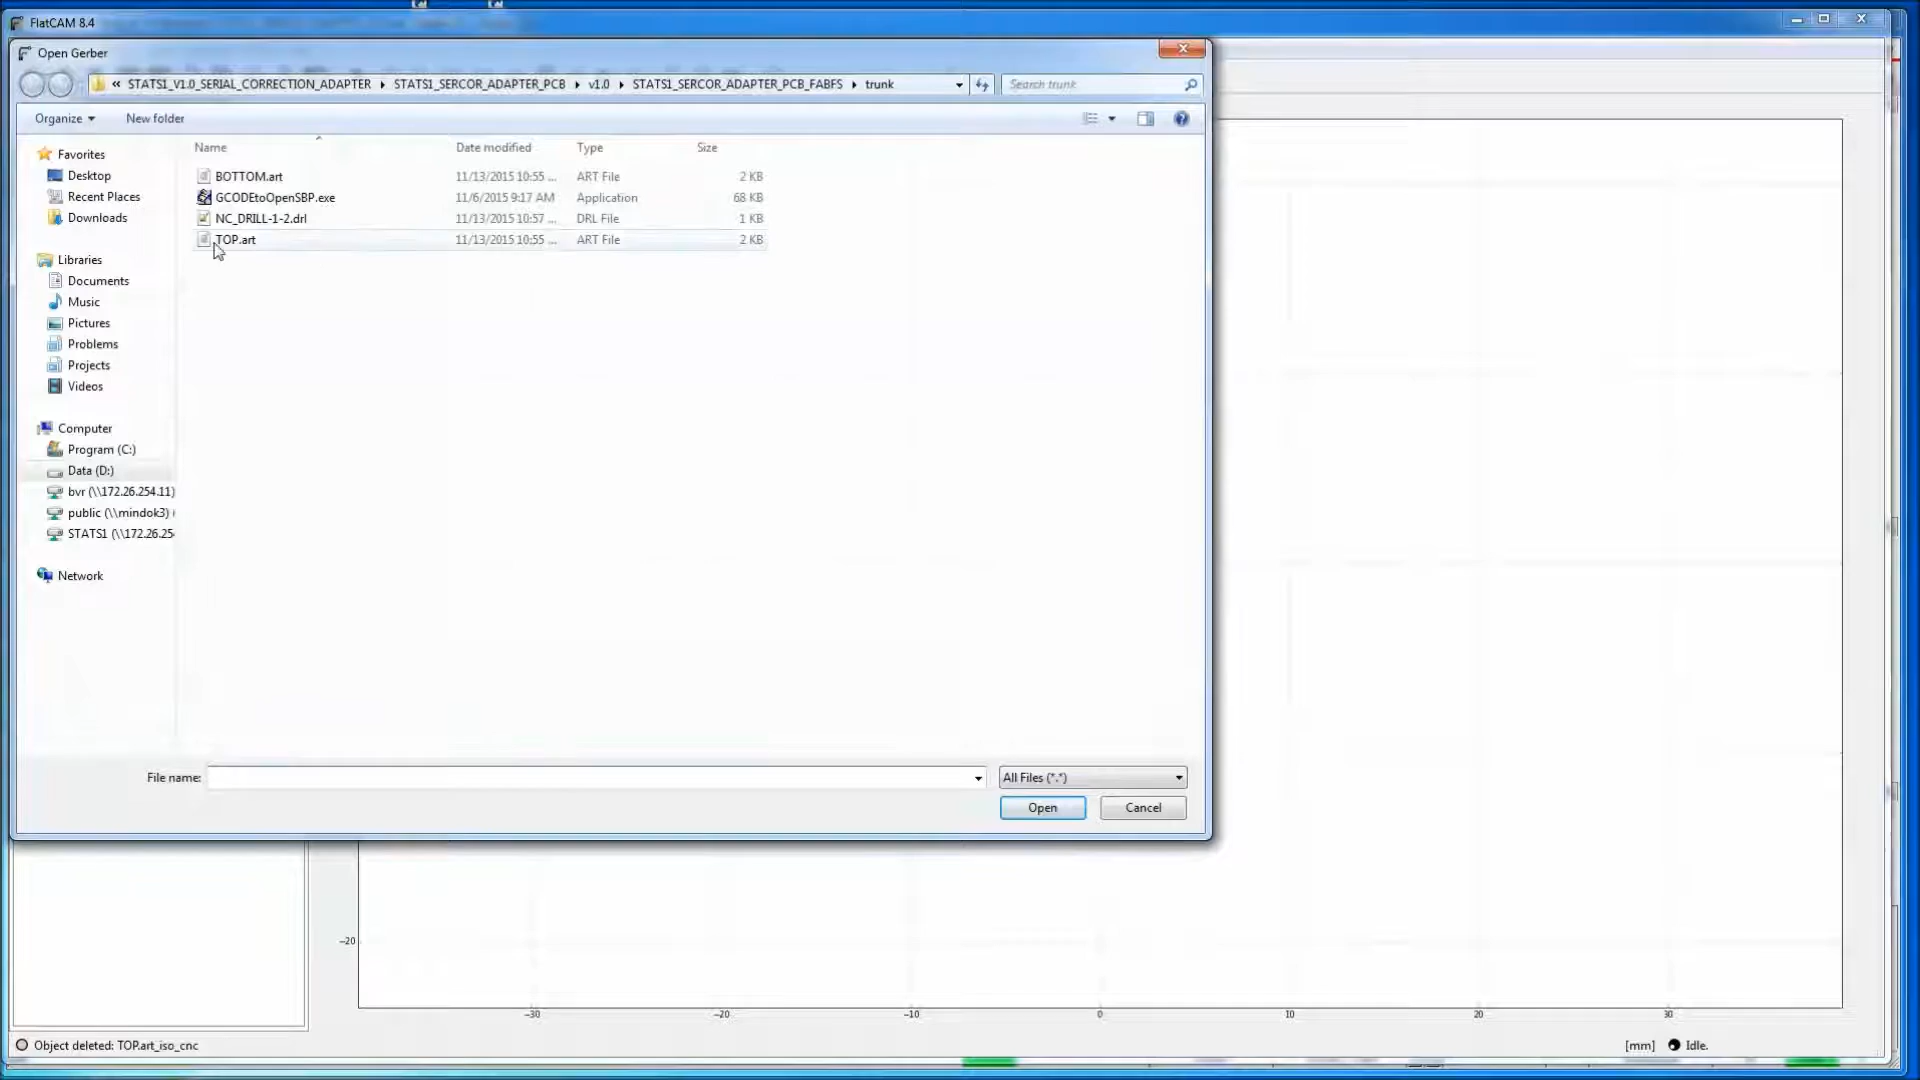 FlatCAM 8.4
Open Gerber
« STATS1_V1.0_SERIAL_CORRECTION_ADAPTER STATS1_SERCOR_ADAPTER_PCB v1.0 STATS1_SERCOR_ADAPTER_PCB_FABFS trunk Search trunk
Organize New folder
Name Date modified Type Size
BOTTOM.art 11/13/2015 10:55 ... ART File 2 KB
GCODEtoOpenSBP.exe 11/6/2015 9:17 AM Application 68 KB
NC_DRILL-1-2.drl 11/13/2015 10:57 ... DRL File 1 KB
TOP.art 11/13/2015 10:55 ... ART File 2 KB
Favorites
Desktop
Recent Places
Downloads
Libraries
Documents
Music
Pictures
Problems
Projects
Videos
Computer
Program (C:)
Data (D:)
bvr (\\172.26.254.11)
public (\\mindok3) (
STATS1 (\\172.26.25
Network
File name: All Files (*.*)
Open Cancel
−20
−30 −20 −10 0 10 20 30
Object deleted: TOP.art_iso_cnc [mm] Idle.